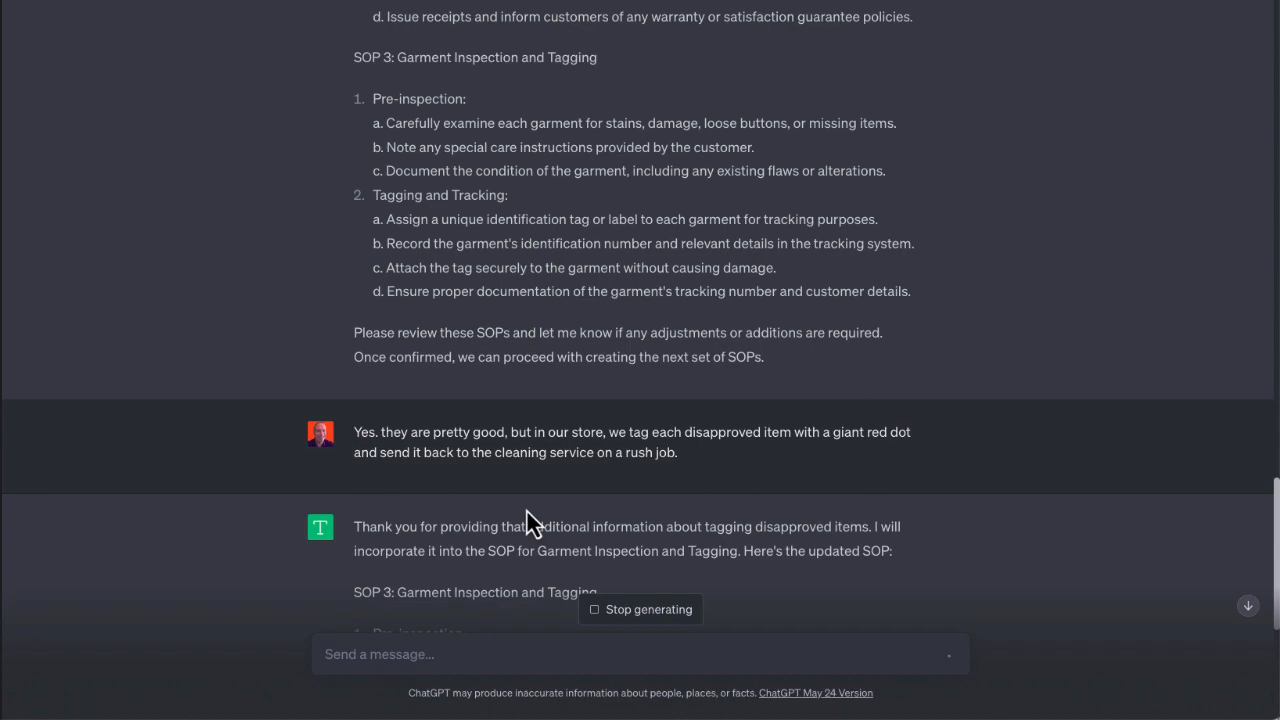 d. Issue receipts and inform customers of any warranty or satisfaction guarantee policies.
SOP 3: Garment Inspection and Tagging
1. Pre-inspection:
a. Carefully examine each garment for stains, damage, loose buttons, or missing items.
b. Note any special care instructions provided by the customer.
c. Document the condition of the garment, including any existing flaws or alterations.
2. Tagging and Tracking:
a. Assign a unique identification tag or label to each garment for tracking purposes.
b. Record the garment's identification number and relevant details in the tracking system.
c. Attach the tag securely to the garment without causing damage.
d. Ensure proper documentation of the garment's tracking number and customer details.
Please review these SOPs and let me know if any adjustments or additions are required.
Once confirmed, we can proceed with creating the next set of SOPs.
Yes. they are pretty good, but in our store, we tag each disapproved item with a giant red dot
and send it back to the cleaning service on a rush job.
T
Thank you for providing that additional information about tagging disapproved items. I will
incorporate it into the SOP for Garment Inspection and Tagging. Here's the updated SOP:
SOP 3: Garment Inspection and Tagging
Stop generating
1. Pre-inspection:
Send a message...
ChatGPT may produce inaccurate information about people, places, or facts. ChatGPT May 24 Version